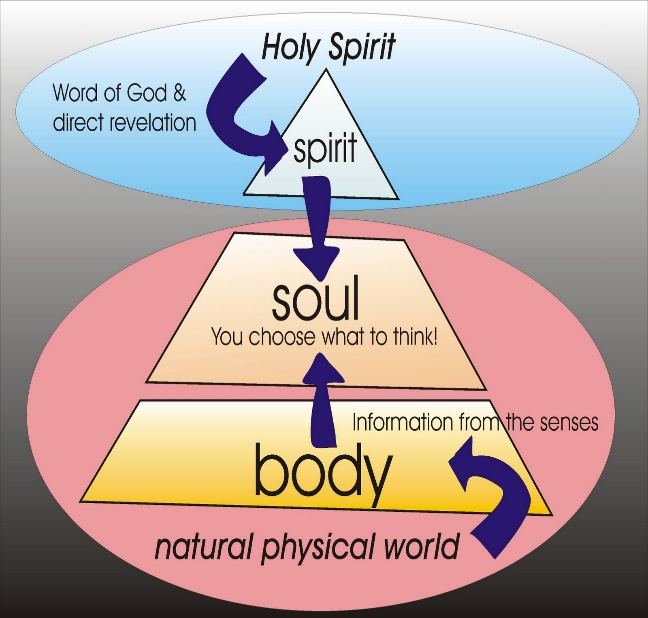 Holy Spirit
Word of God &
direct revelation
spirit
soul
You choose what to think!
Information from the senses
body
natural physical world